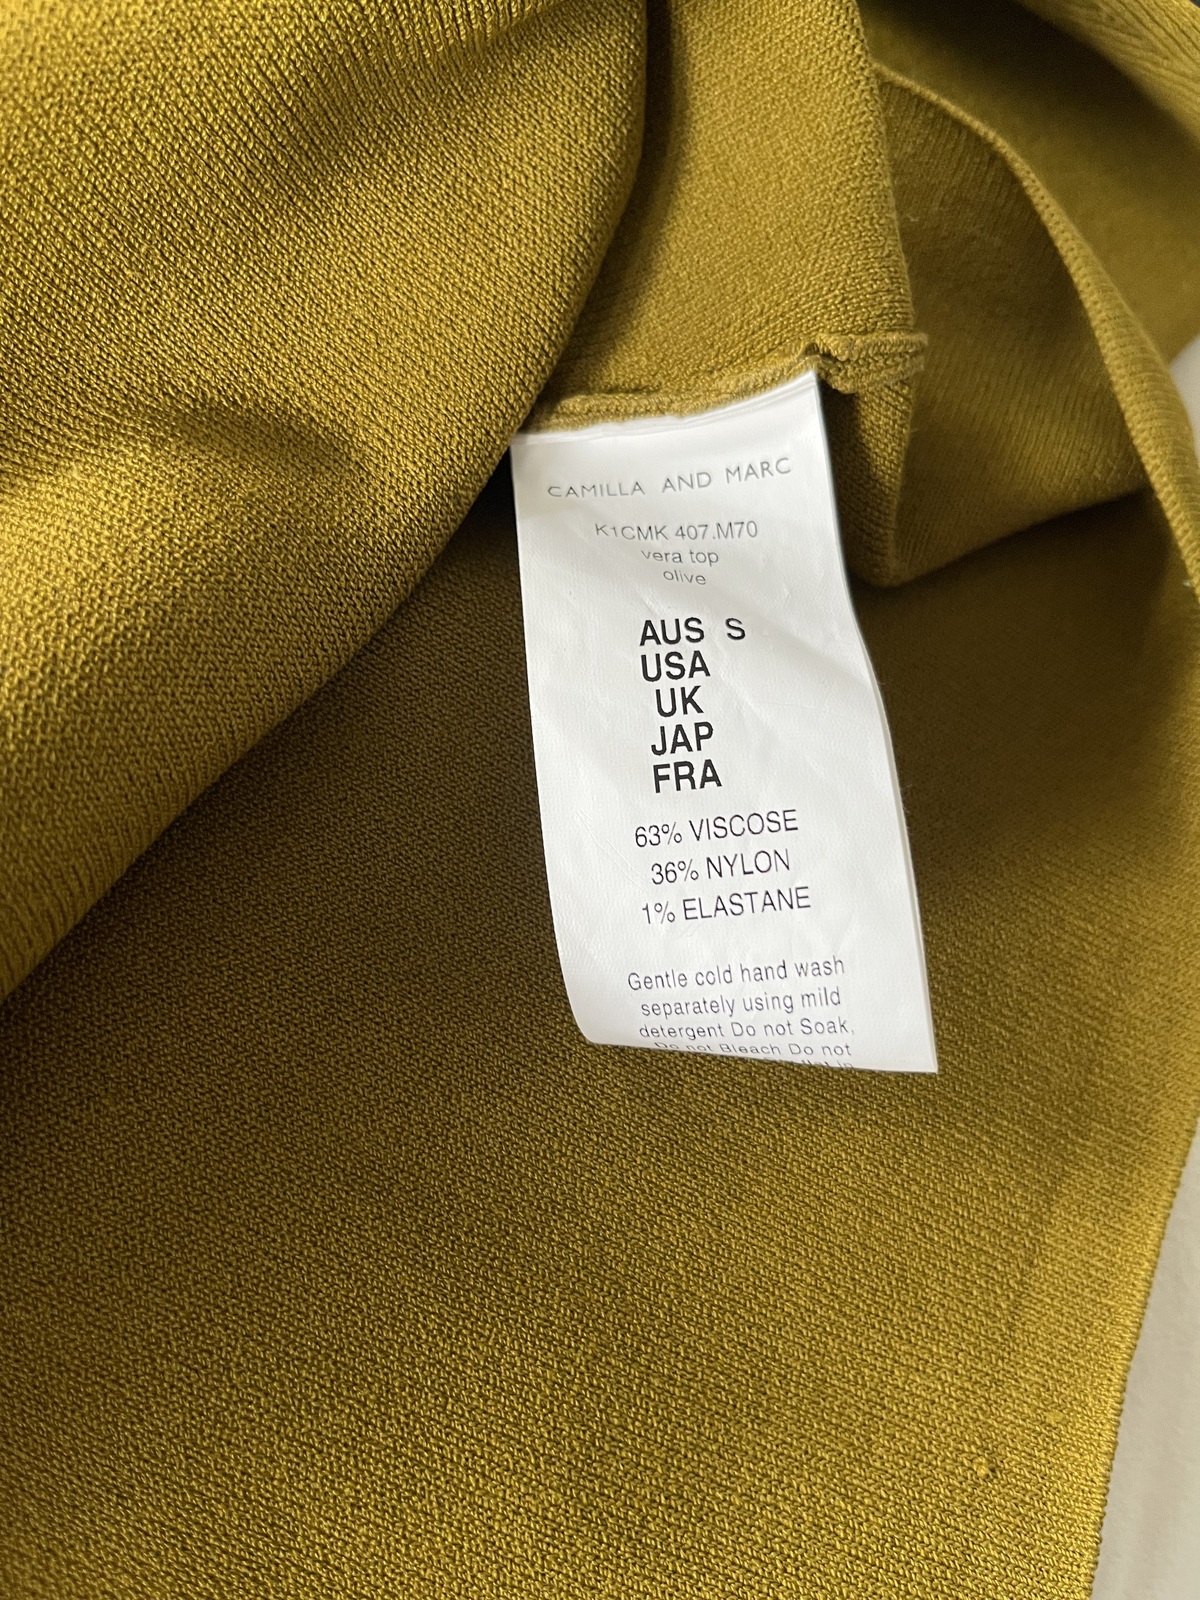 CAMILLA AND MARC
K1CMK 407.M70
vera top
olive
AUS S
USA
UK
JAP
FRA
63% VISCOSE
36% NYLON
1% ELASTANE
Gentle cold hand wash
separately using mild
detergent Do not Soak,
Do not Bleach Do not